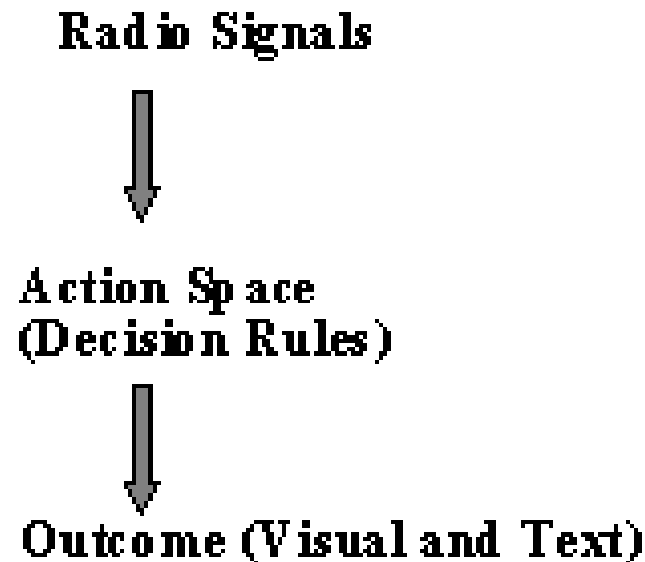 Radio Signals
Action Space
(Decision Rules)
Outcome (Visual and Text)